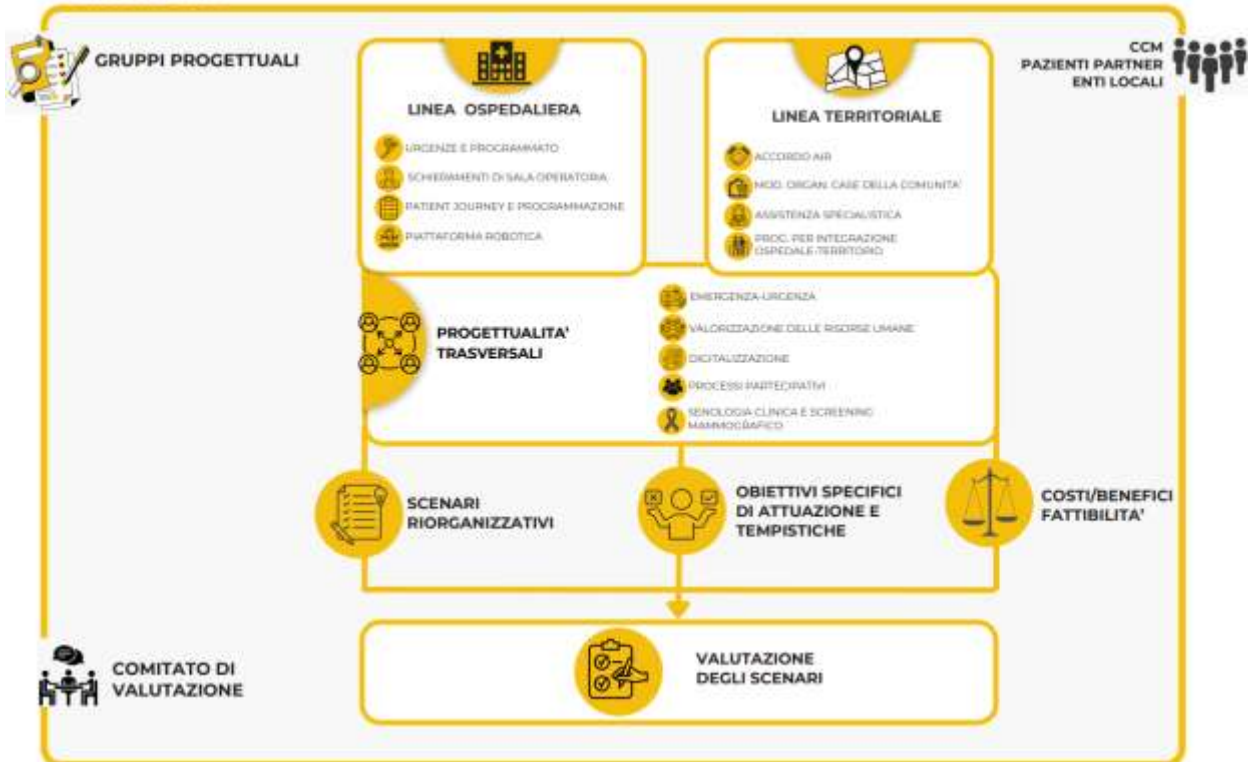 GRUPPI PROGETTUALI
CCM
PAZIENTI PARTNER
ENTI LOCALI
LINEA OSPEDALIERA
URGENZE E PROGRAMMATO
SCHIERAMENTI DI SALA OPERATORIA
PATIENT JOURNEY E PROGRAMMAZIONE
PIATTAFORMA ROBOTICA
LINEA TERRITORIALE
ACCORDO AIR
MOD. ORGAN. CASE DELLA COMUNITA'
ASSISTENZA SPECIALISTICA
PROG. PER INTEGRAZIONE
OSPEDALE-TERRITORIO
PROGETTUALITA'
TRASVERSALI
EMERGENZA-URGENZA
VALORIZZAZIONE DELLE RISORSE UMANE
DIGITALIZZAZIONE
PROCESSI PARTECIPATIVI
SENOLOGIA CLINICA E SCREENING
MAMMOGRAFICO
SCENARI
RIORGANIZZATIVI
OBIETTIVI SPECIFICI
DI ATTUAZIONE E
TEMPISTICHE
COSTI/BENEFICI
FATTIBILITA'
COMITATO DI
VALUTAZIONE
VALUTAZIONE
DEGLI SCENARI